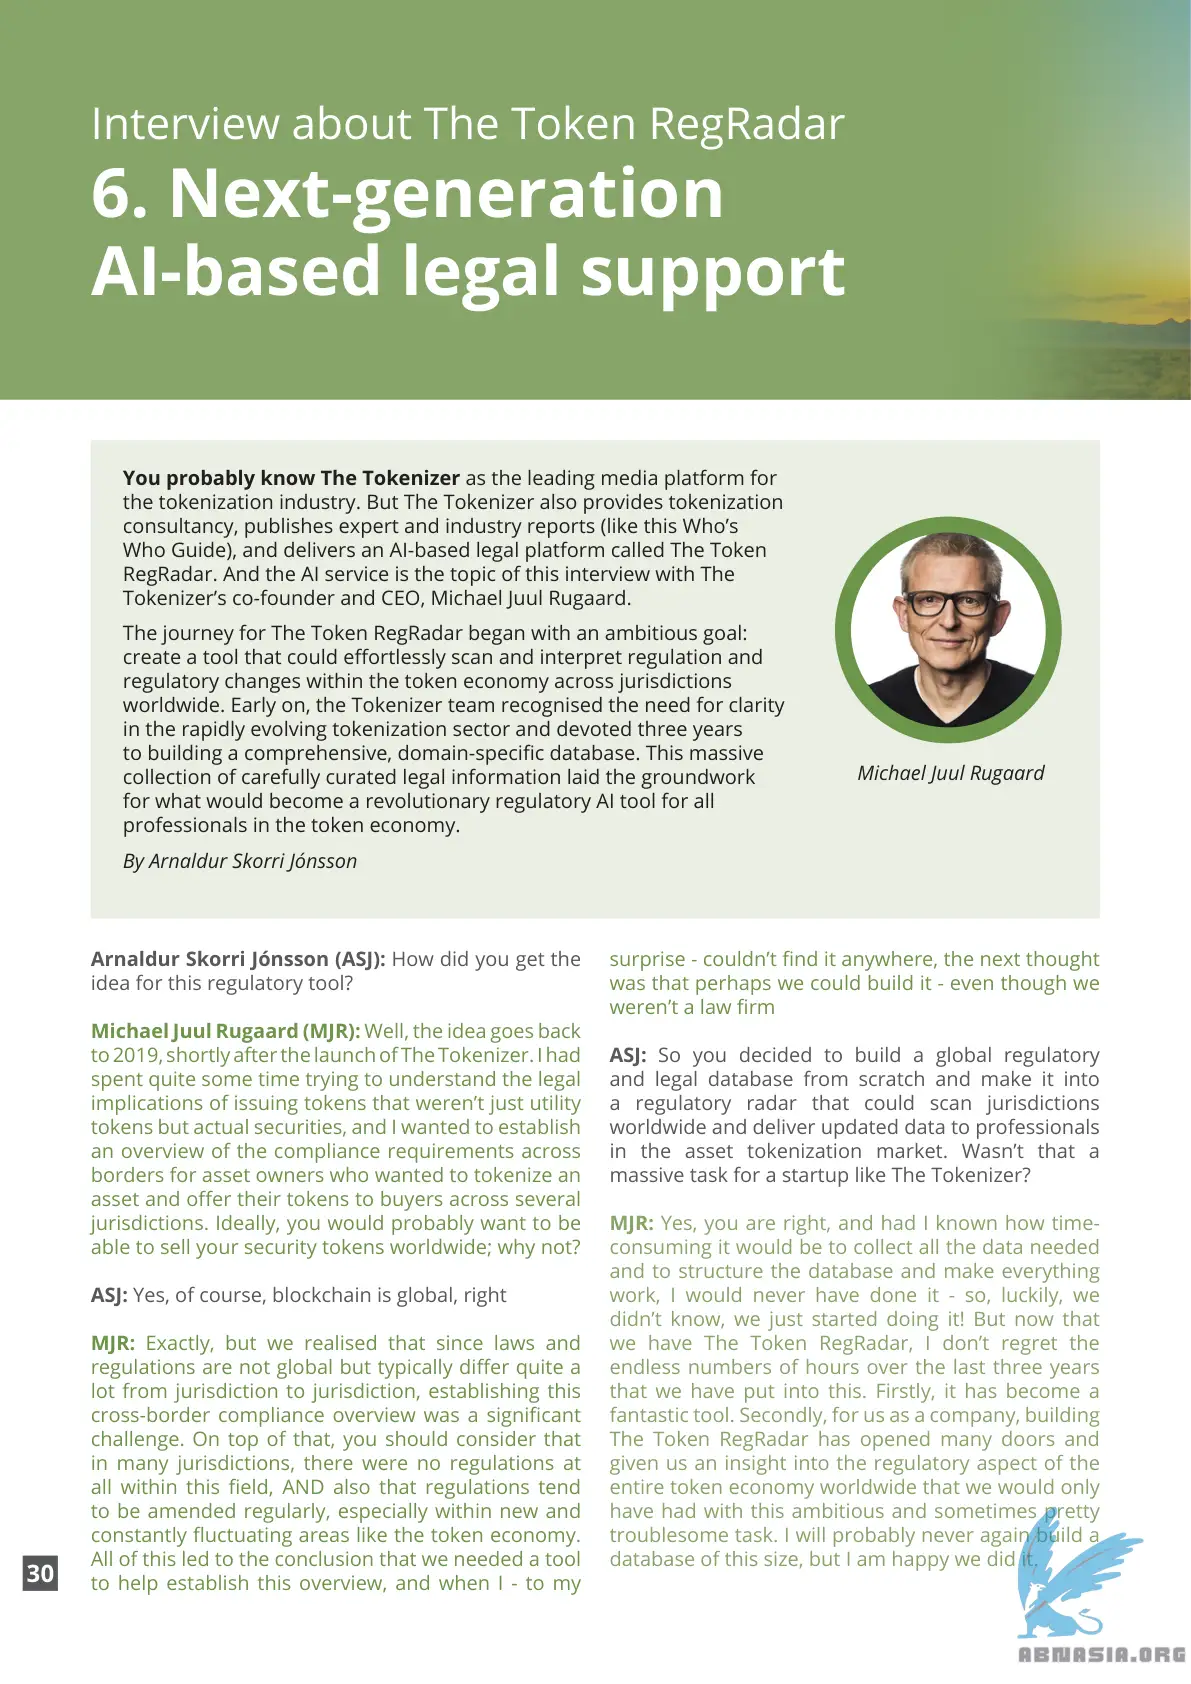 Interview about The Token RegRadar
6. Next-generation
AI-based legal support
You probably know The Tokenizer as the leading media platform for
the tokenization industry. But The Tokenizer also provides tokenization
consultancy, publishes expert and industry reports (like this Who’s
Who Guide), and delivers an AI-based legal platform called The Token
RegRadar. And the AI service is the topic of this interview with The
Tokenizer’s co-founder and CEO, Michael Juul Rugaard.
The journey for The Token RegRadar began with an ambitious goal:
create a tool that could effortlessly scan and interpret regulation and
regulatory changes within the token economy across jurisdictions
worldwide. Early on, the Tokenizer team recognised the need for clarity
in the rapidly evolving tokenization sector and devoted three years
to building a comprehensive, domain-specific database. This massive
collection of carefully curated legal information laid the groundwork
for what would become a revolutionary regulatory AI tool for all
professionals in the token economy.
By Arnaldur Skorri Jónsson
Michael Juul Rugaard
Arnaldur Skorri Jónsson (ASJ): How did you get the
idea for this regulatory tool?
Michael Juul Rugaard (MJR): Well, the idea goes back
to 2019, shortly after the launch of The Tokenizer. I had
spent quite some time trying to understand the legal
implications of issuing tokens that weren’t just utility
tokens but actual securities, and I wanted to establish
an overview of the compliance requirements across
borders for asset owners who wanted to tokenize an
asset and offer their tokens to buyers across several
jurisdictions. Ideally, you would probably want to be
able to sell your security tokens worldwide; why not?
ASJ: Yes, of course, blockchain is global, right
MJR: Exactly, but we realised that since laws and
regulations are not global but typically differ quite a
lot from jurisdiction to jurisdiction, establishing this
cross-border compliance overview was a significant
challenge. On top of that, you should consider that
in many jurisdictions, there were no regulations at
all within this field, AND also that regulations tend
to be amended regularly, especially within new and
constantly fluctuating areas like the token economy.
All of this led to the conclusion that we needed a tool
to help establish this overview, and when I - to my
surprise - couldn’t find it anywhere, the next thought
was that perhaps we could build it - even though we
weren’t a law firm
ASJ: So you decided to build a global regulatory
and legal database from scratch and make it into
a regulatory radar that could scan jurisdictions
worldwide and deliver updated data to professionals
in the asset tokenization market. Wasn’t that a
massive task for a startup like The Tokenizer?
MJR: Yes, you are right, and had I known how time-
consuming it would be to collect all the data needed
and to structure the database and make everything
work, I would never have done it - so, luckily, we
didn’t know, we just started doing it! But now that
we have The Token RegRadar, I don’t regret the
endless numbers of hours over the last three years
that we have put into this. Firstly, it has become a
fantastic tool. Secondly, for us as a company, building
The Token RegRadar has opened many doors and
given us an insight into the regulatory aspect of the
entire token economy worldwide that we would only
have had with this ambitious and sometimes pretty
troublesome task. I will probably never again build a
database of this size, but I am happy we did it.
30
ABNASIA.ORG